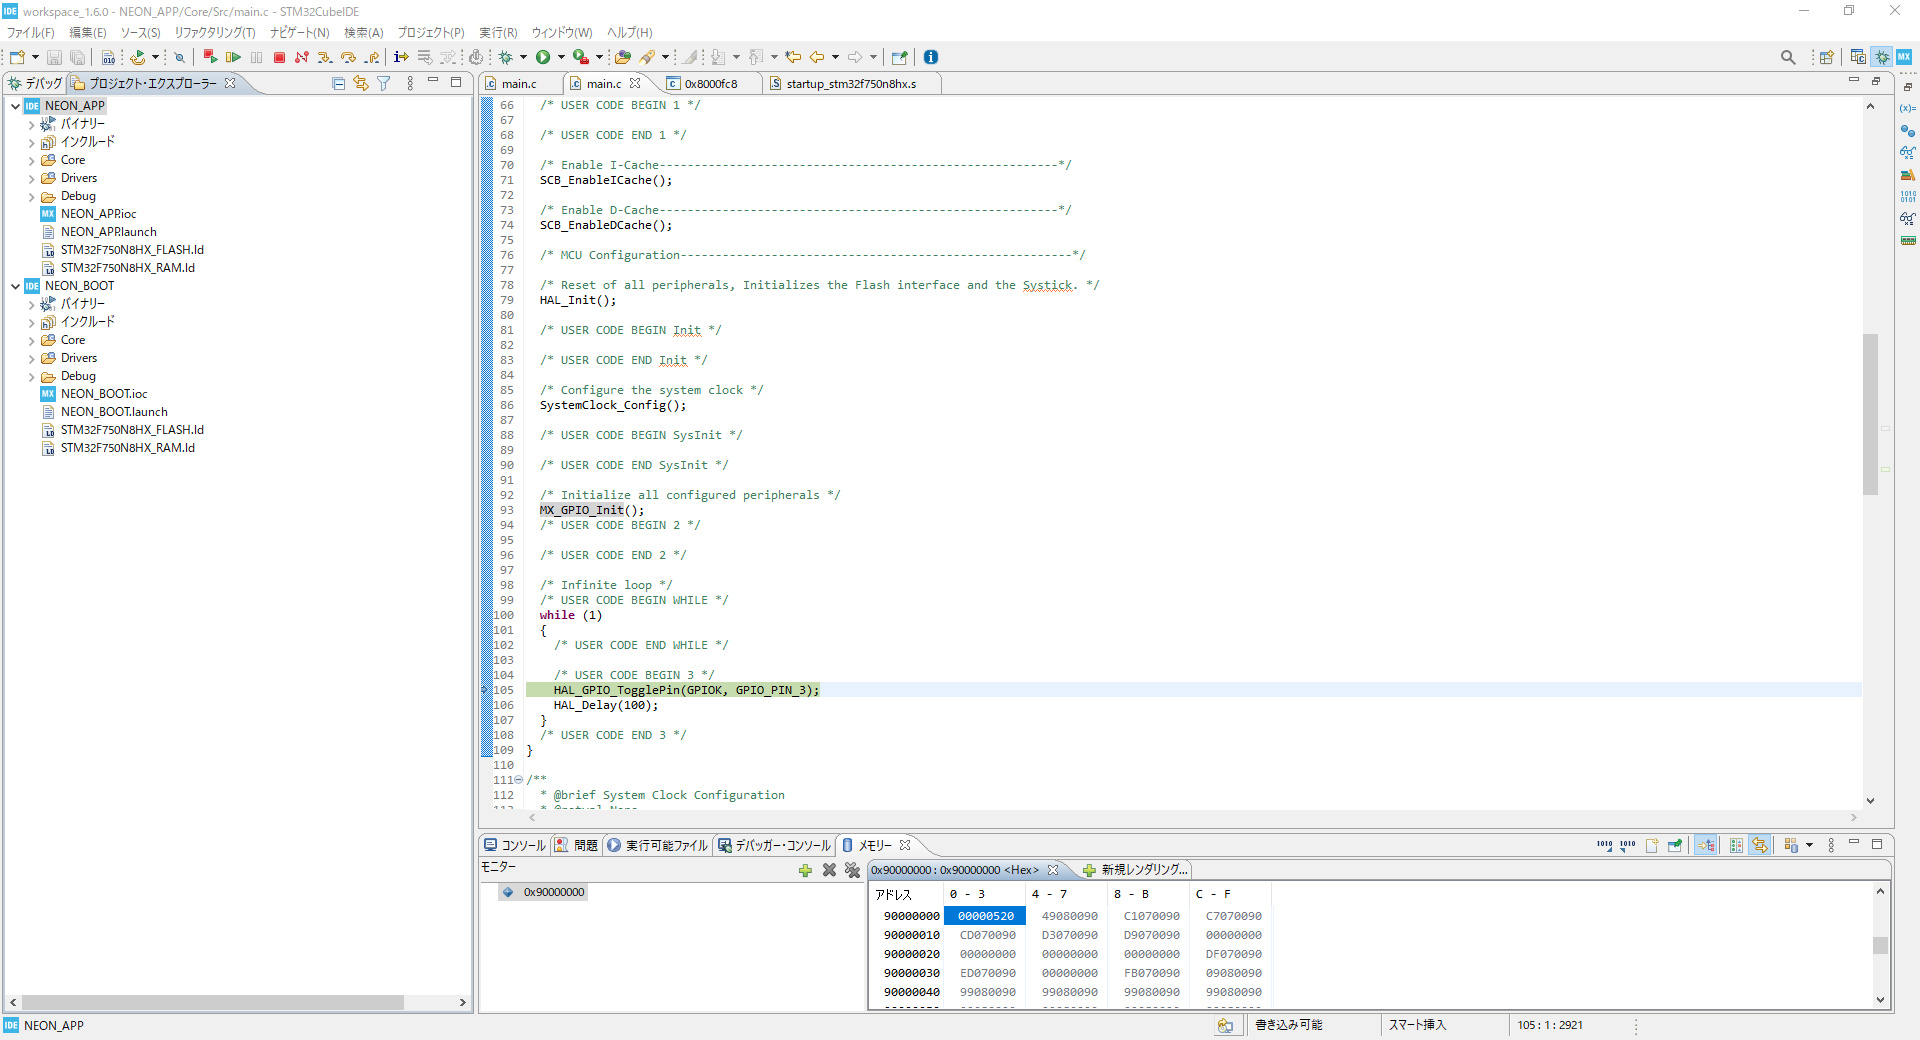 workspace_1.6.0 - NEON_APP/Core/Src/main.c - STM32CubeIDE
ファイル(F) 編集(E) ソース(S) リファクタリング(T) ナビゲート(N) 検索(A) プロジェクト(P) 実行(R) ウィンドウ(W) ヘルプ(H)
デバッグ プロジェクト・エクスプローラー
NEON_APP
バイナリー
インクルード
Core
Drivers
Debug
NEON_APP.ioc
NEON_APP.launch
STM32F750N8HX_FLASH.ld
STM32F750N8HX_RAM.ld
NEON_BOOT
バイナリー
インクルード
Core
Drivers
Debug
NEON_BOOT.ioc
NEON_BOOT.launch
STM32F750N8HX_FLASH.ld
STM32F750N8HX_RAM.ld
main.c main.c 0x8000fc8 startup_stm32f750n8hx.s
66 /* USER CODE BEGIN 1 */
67
68 /* USER CODE END 1 */
69
70 /* Enable I-Cache---------------------------------------------------------*/
71 SCB_EnableICache();
72
73 /* Enable D-Cache---------------------------------------------------------*/
74 SCB_EnableDCache();
75
76 /* MCU Configuration--------------------------------------------------------*/
77
78 /* Reset of all peripherals, Initializes the Flash interface and the Systick. */
79 HAL_Init();
80
81 /* USER CODE BEGIN Init */
82
83 /* USER CODE END Init */
84
85 /* Configure the system clock */
86 SystemClock_Config();
87
88 /* USER CODE BEGIN SysInit */
89
90 /* USER CODE END SysInit */
91
92 /* Initialize all configured peripherals */
93 MX_GPIO_Init();
94 /* USER CODE BEGIN 2 */
95
96 /* USER CODE END 2 */
97
98 /* Infinite loop */
99 /* USER CODE BEGIN WHILE */
100 while (1)
101 {
102 /* USER CODE END WHILE */
103
104 /* USER CODE BEGIN 3 */
105 HAL_GPIO_TogglePin(GPIOK, GPIO_PIN_3);
106 HAL_Delay(100);
107 }
108 /* USER CODE END 3 */
109 }
110
111 /**
112 * @brief System Clock Configuration
コンソール 問題 実行可能ファイル デバッガー・コンソール メモリー
モニター
0x90000000
0x90000000 : 0x90000000 <Hex> 新規レンダリング...
アドレス 0 - 3 4 - 7 8 - B C - F
90000000 00000520 49080090 C1070090 C7070090
90000010 CD070090 D3070090 D9070090 00000000
90000020 00000000 00000000 00000000 DF070090
90000030 ED070090 00000000 FB070090 09080090
90000040 99080090 99080090 99080090 99080090
NEON_APP 書き込み可能 スマート挿入 105 : 1 : 2921